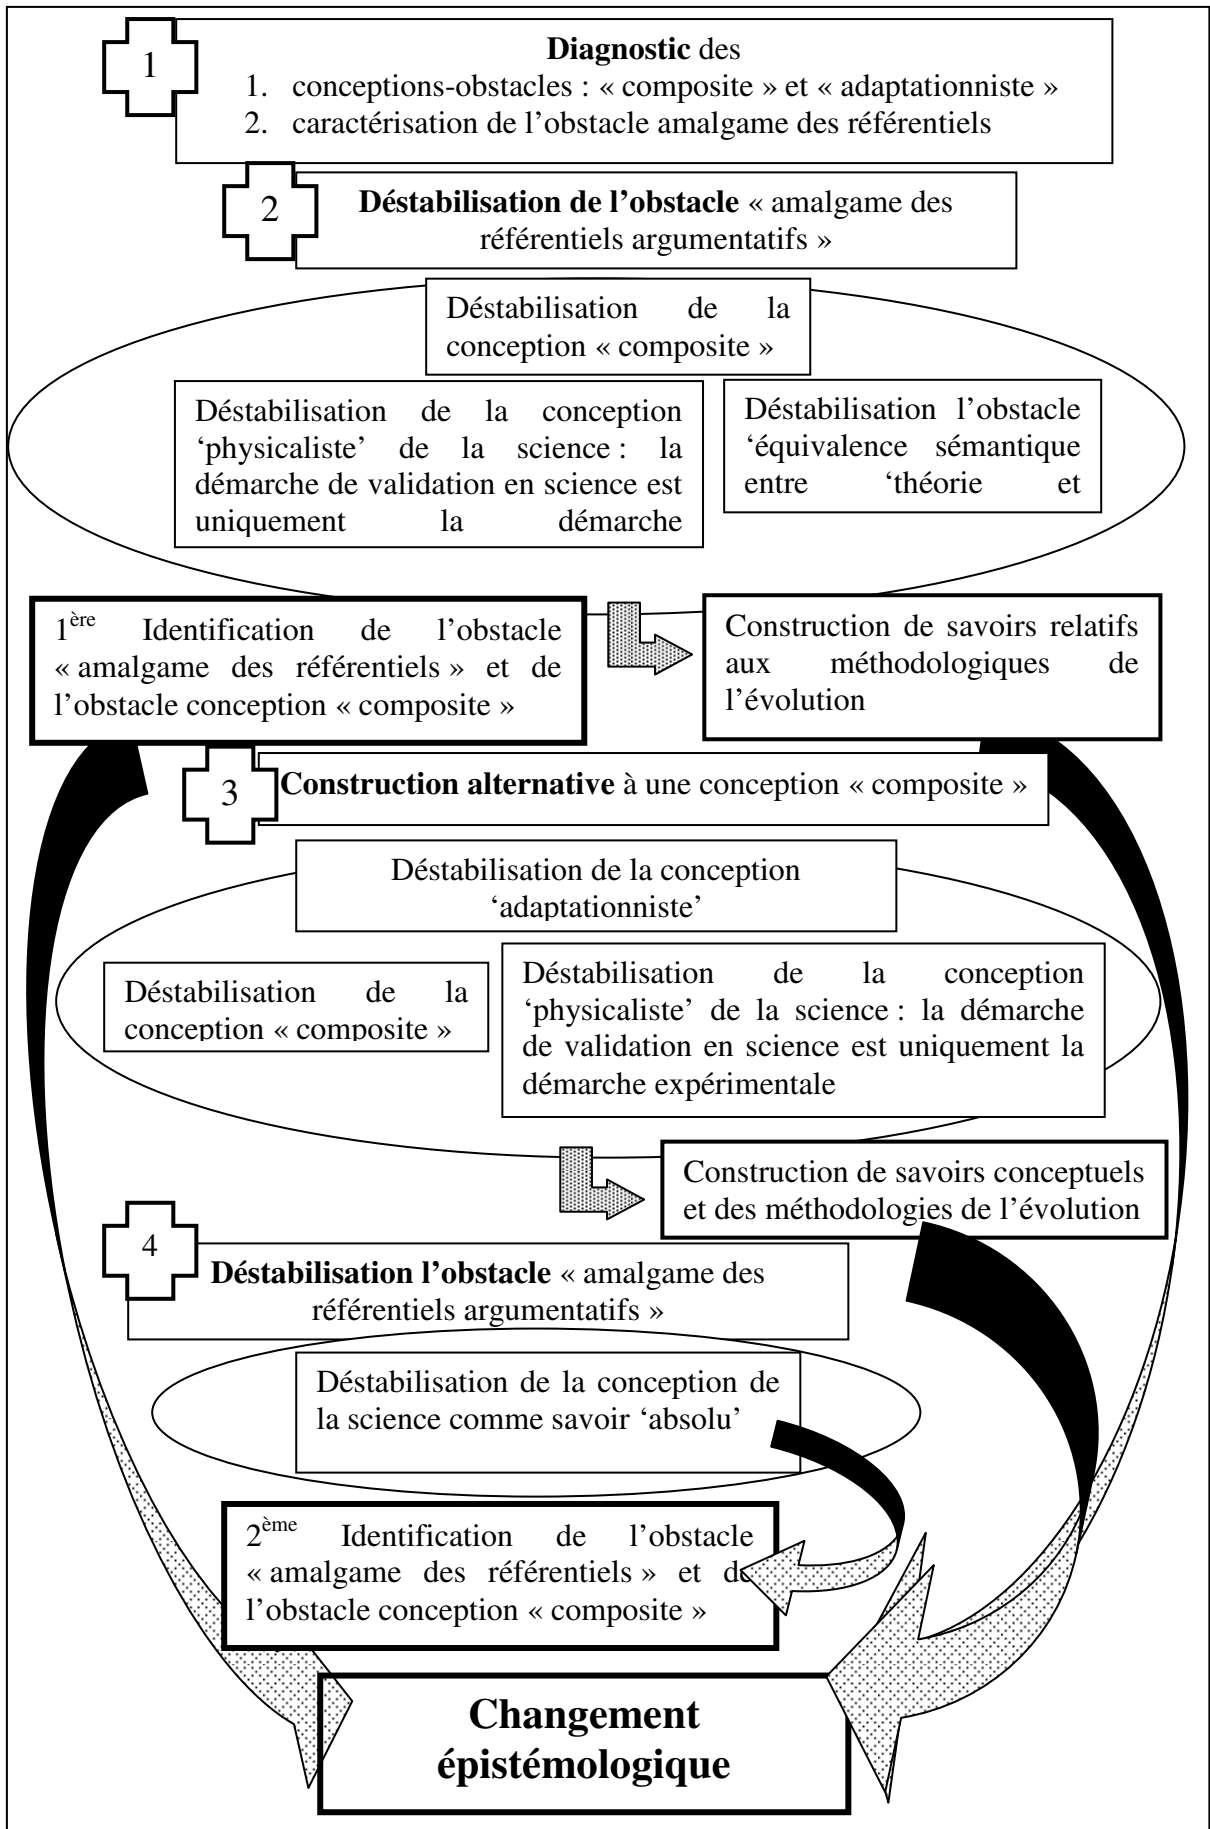 1
Diagnostic des
1. conceptions-obstacles : « composite » et « adaptationniste »
2. caractérisation de l’obstacle amalgame des référentiels
2
Déstabilisation de l’obstacle « amalgame des
référentiels argumentatifs »
Déstabilisation de la
conception « composite »
Déstabilisation de la conception
‘physicaliste’ de la science : la
démarche de validation en science est
uniquement la démarche
Déstabilisation l’obstacle
‘équivalence sémantique
entre ‘théorie et
1ère Identification de l’obstacle
« amalgame des référentiels » et de
l’obstacle conception « composite »
Construction de savoirs relatifs
aux méthodologiques de
l’évolution
3
Construction alternative à une conception « composite »
Déstabilisation de la conception
‘adaptationniste’
Déstabilisation de la
conception « composite »
Déstabilisation de la conception
‘physicaliste’ de la science : la démarche
de validation en science est uniquement la
démarche expérimentale
Construction de savoirs conceptuels
et des méthodologies de l’évolution
4
Déstabilisation l’obstacle « amalgame des
référentiels argumentatifs »
Déstabilisation de la conception de
la science comme savoir ‘absolu’
2ème Identification de l’obstacle
« amalgame des référentiels » et de
l’obstacle conception « composite »
Changement
épistémologique